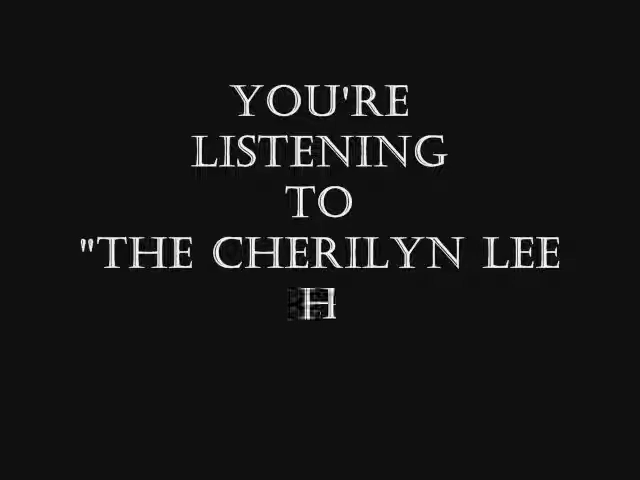 YOU'RE
LISTENING
TO
"THE CHERILYN LEE
H